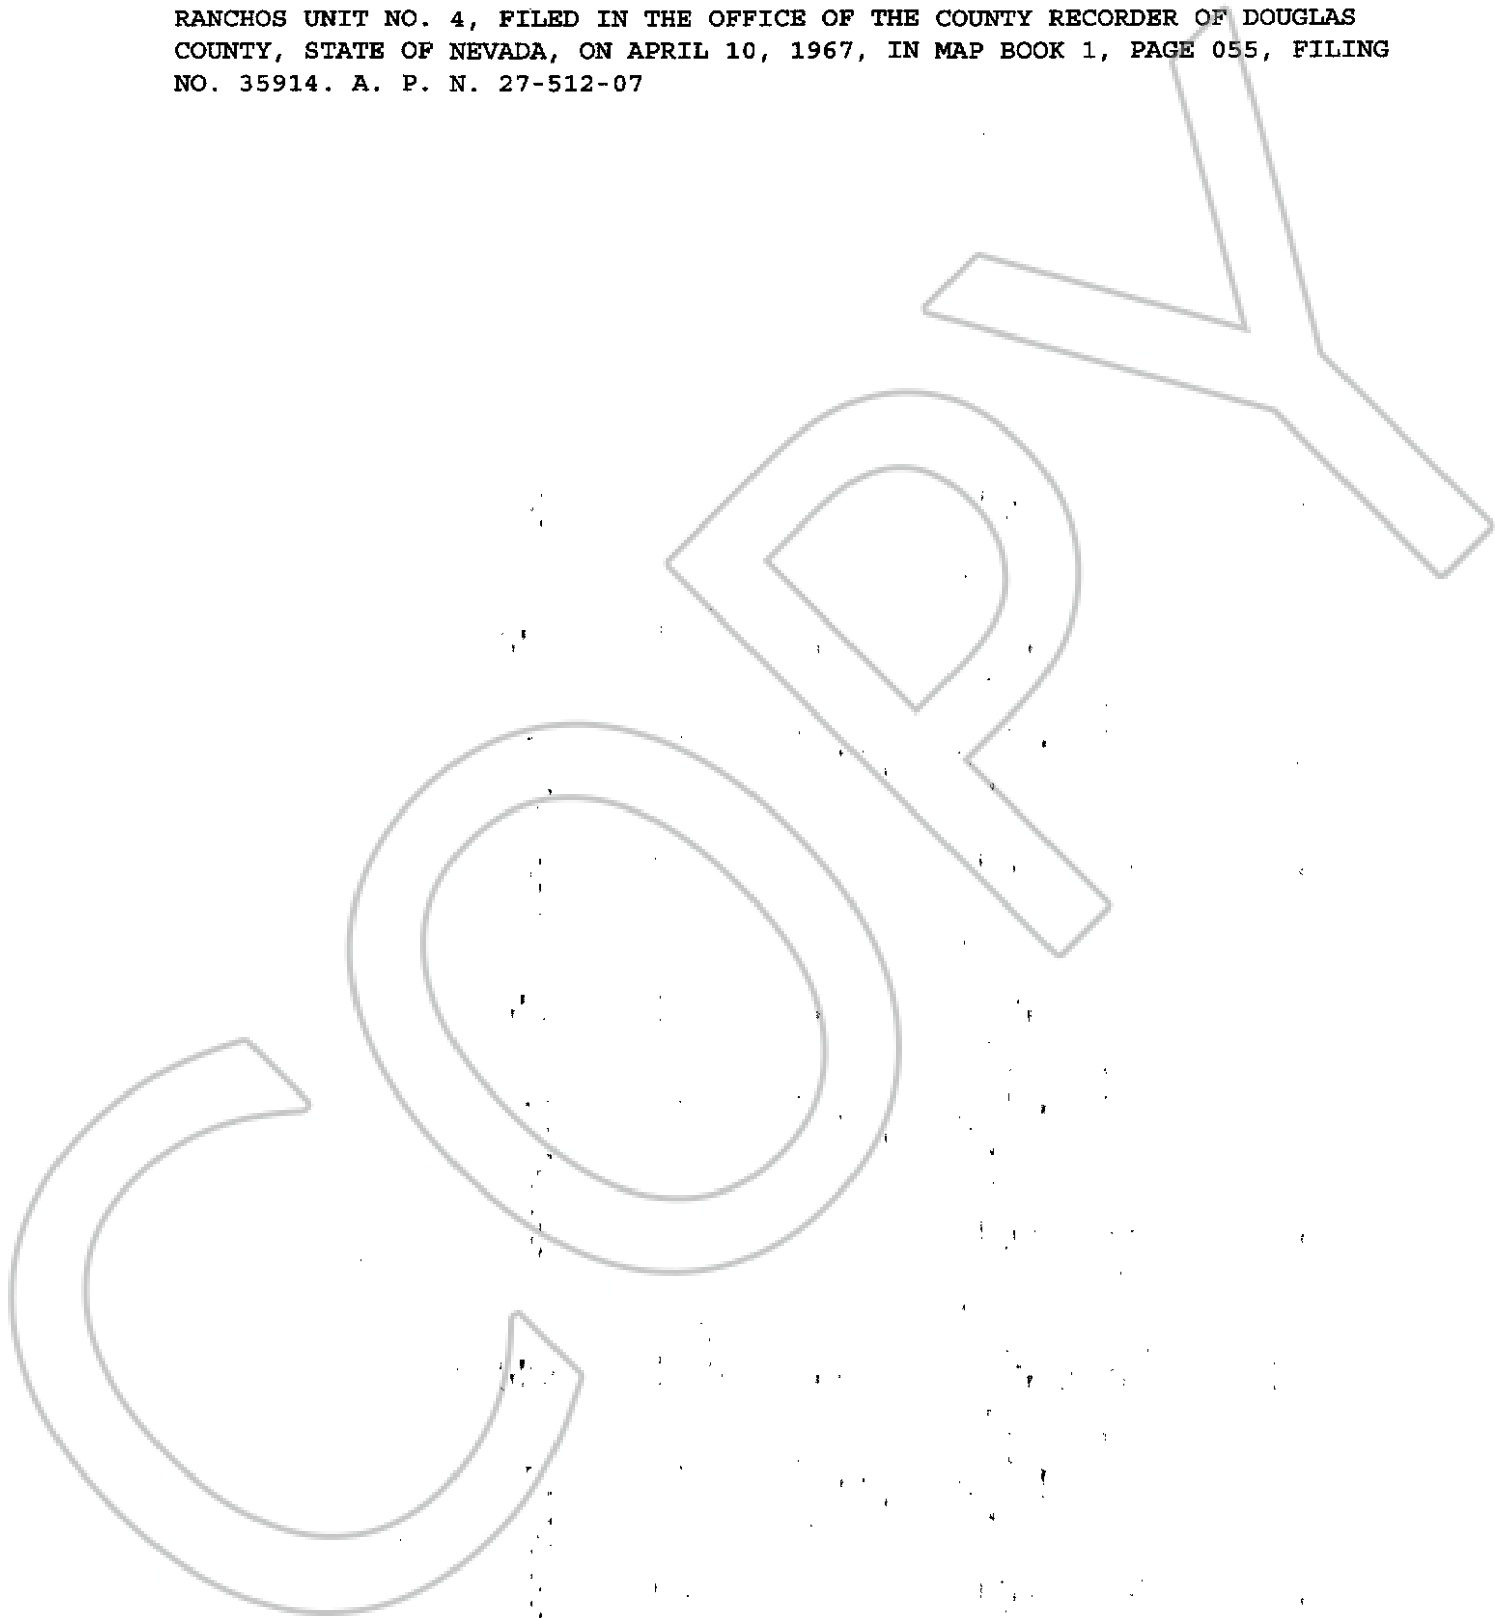 RANCHOS UNIT NO. 4, FILED IN THE OFFICE OF THE COUNTY RECORDER OF DOUGLAS
COUNTY, STATE OF NEVADA, ON APRIL 10, 1967, IN MAP BOOK 1, PAGE 055, FILING
NO. 35914. A. P. N. 27-512-07
COPY